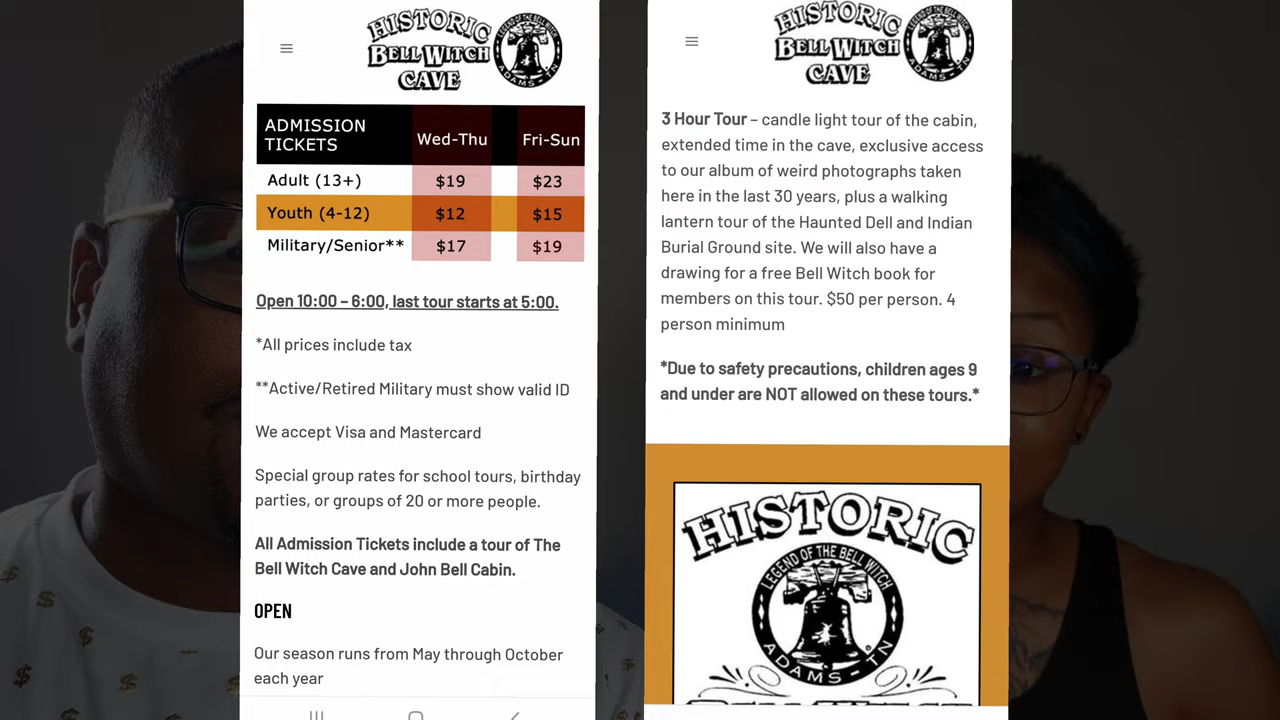 HISTORIC
BELL WITCH
CAVE
LEGEND OF THE BELL WITCH
ADAMS - TN
ADMISSION
TICKETS
Wed-Thu
Fri-Sun
Adult (13+)
$19
$23
Youth (4-12)
$12
$15
Military/Senior**
$17
$19
Open 10:00 – 6:00, last tour starts at 5:00.
*All prices include tax
**Active/Retired Military must show valid ID
We accept Visa and Mastercard
Special group rates for school tours, birthday
parties, or groups of 20 or more people.
All Admission Tickets include a tour of The
Bell Witch Cave and John Bell Cabin.
OPEN
Our season runs from May through October
each year
HISTORIC
BELL WITCH
CAVE
LEGEND OF THE BELL WITCH
ADAMS - TN
3 Hour Tour – candle light tour of the cabin,
extended time in the cave, exclusive access
to our album of weird photographs taken
here in the last 30 years, plus a walking
lantern tour of the Haunted Dell and Indian
Burial Ground site. We will also have a
drawing for a free Bell Witch book for
members on this tour. $50 per person. 4
person minimum
*Due to safety precautions, children ages 9
and under are NOT allowed on these tours.*
HISTORIC
LEGEND OF THE BELL WITCH
ADAMS - TN